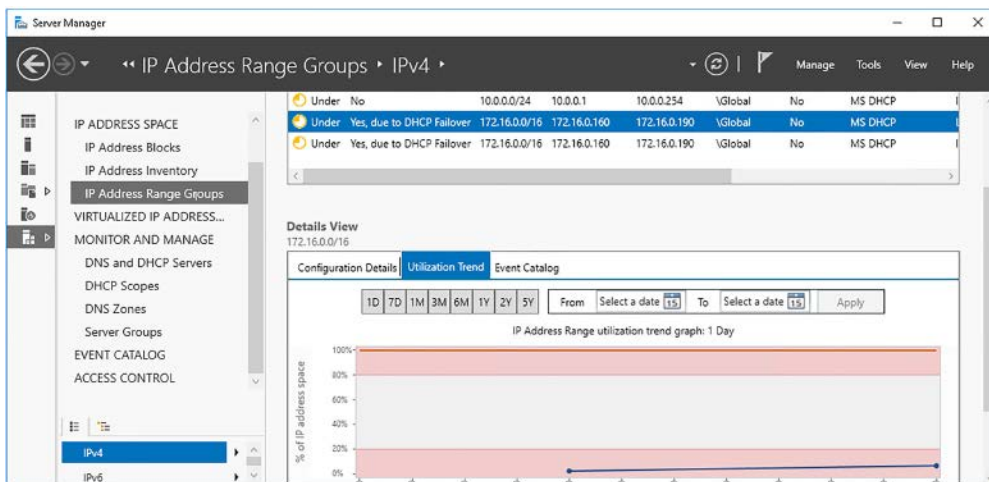 Server Manager
IP Address Range Groups • IPv4
Manage Tools View Help
IP ADDRESS SPACE
IP Address Blocks
IP Address Inventory
IP Address Range Groups
VIRTUALIZED IP ADDRESS...
MONITOR AND MANAGE
DNS and DHCP Servers
DHCP Scopes
DNS Zones
Server Groups
EVENT CATALOG
ACCESS CONTROL
IPv4
IPv6
Under No 10.0.0.0/24 10.0.0.1 10.0.0.254 \Global No MS DHCP
Under Yes, due to DHCP Failover 172.16.0.0/16 172.16.0.160 172.16.0.190 \Global No MS DHCP
Under Yes, due to DHCP Failover 172.16.0.0/16 172.16.0.160 172.16.0.190 \Global No MS DHCP
Details View
172.16.0.0/16
Configuration Details Utilization Trend Event Catalog
1D 7D 1M 3M 6M 1Y 2Y 5Y From Select a date 15 To Select a date 15 Apply
IP Address Range utilization trend graph: 1 Day
% of IP address space
100%
80%
60%
40%
20%
0%